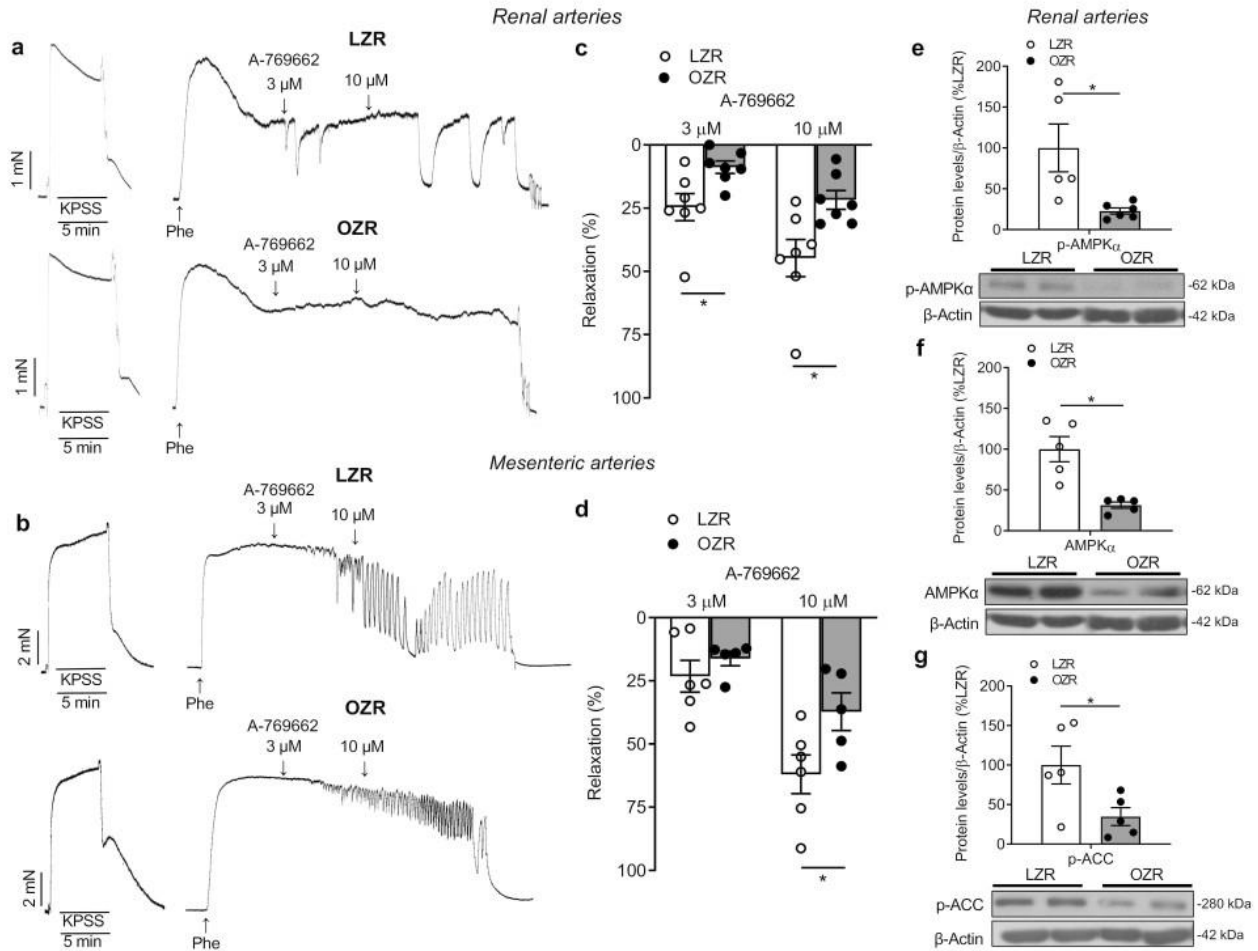 Renal arteries
a
LZR
A-769662
3 µM
10 µM
1 mN
KPSS
5 min
Phe
OZR
A-769662
3 µM
10 µM
1 mN
KPSS
5 min
Phe
c
LZR
OZR
A-769662
3 µM
10 µM
0
25
50
75
100
Relaxation (%)
*
*
Mesenteric arteries
b
LZR
A-769662
3 µM
10 µM
2 mN
KPSS
5 min
Phe
OZR
A-769662
3 µM
10 µM
2 mN
KPSS
5 min
Phe
d
LZR
OZR
A-769662
3 µM
10 µM
0
25
50
75
100
Relaxation (%)
*
Renal arteries
e
LZR
OZR
200
150
100
50
0
Protein levels/β-Actin (%LZR)
*
p-AMPKα
LZR
OZR
p-AMPKα
-62 kDa
β-Actin
-42 kDa
f
LZR
OZR
200
150
100
50
0
Protein levels/β-Actin (%LZR)
*
AMPKα
LZR
OZR
AMPKα
-62 kDa
β-Actin
-42 kDa
g
LZR
OZR
200
150
100
50
0
Protein levels/β-Actin (%LZR)
*
p-ACC
LZR
OZR
p-ACC
-280 kDa
β-Actin
-42 kDa